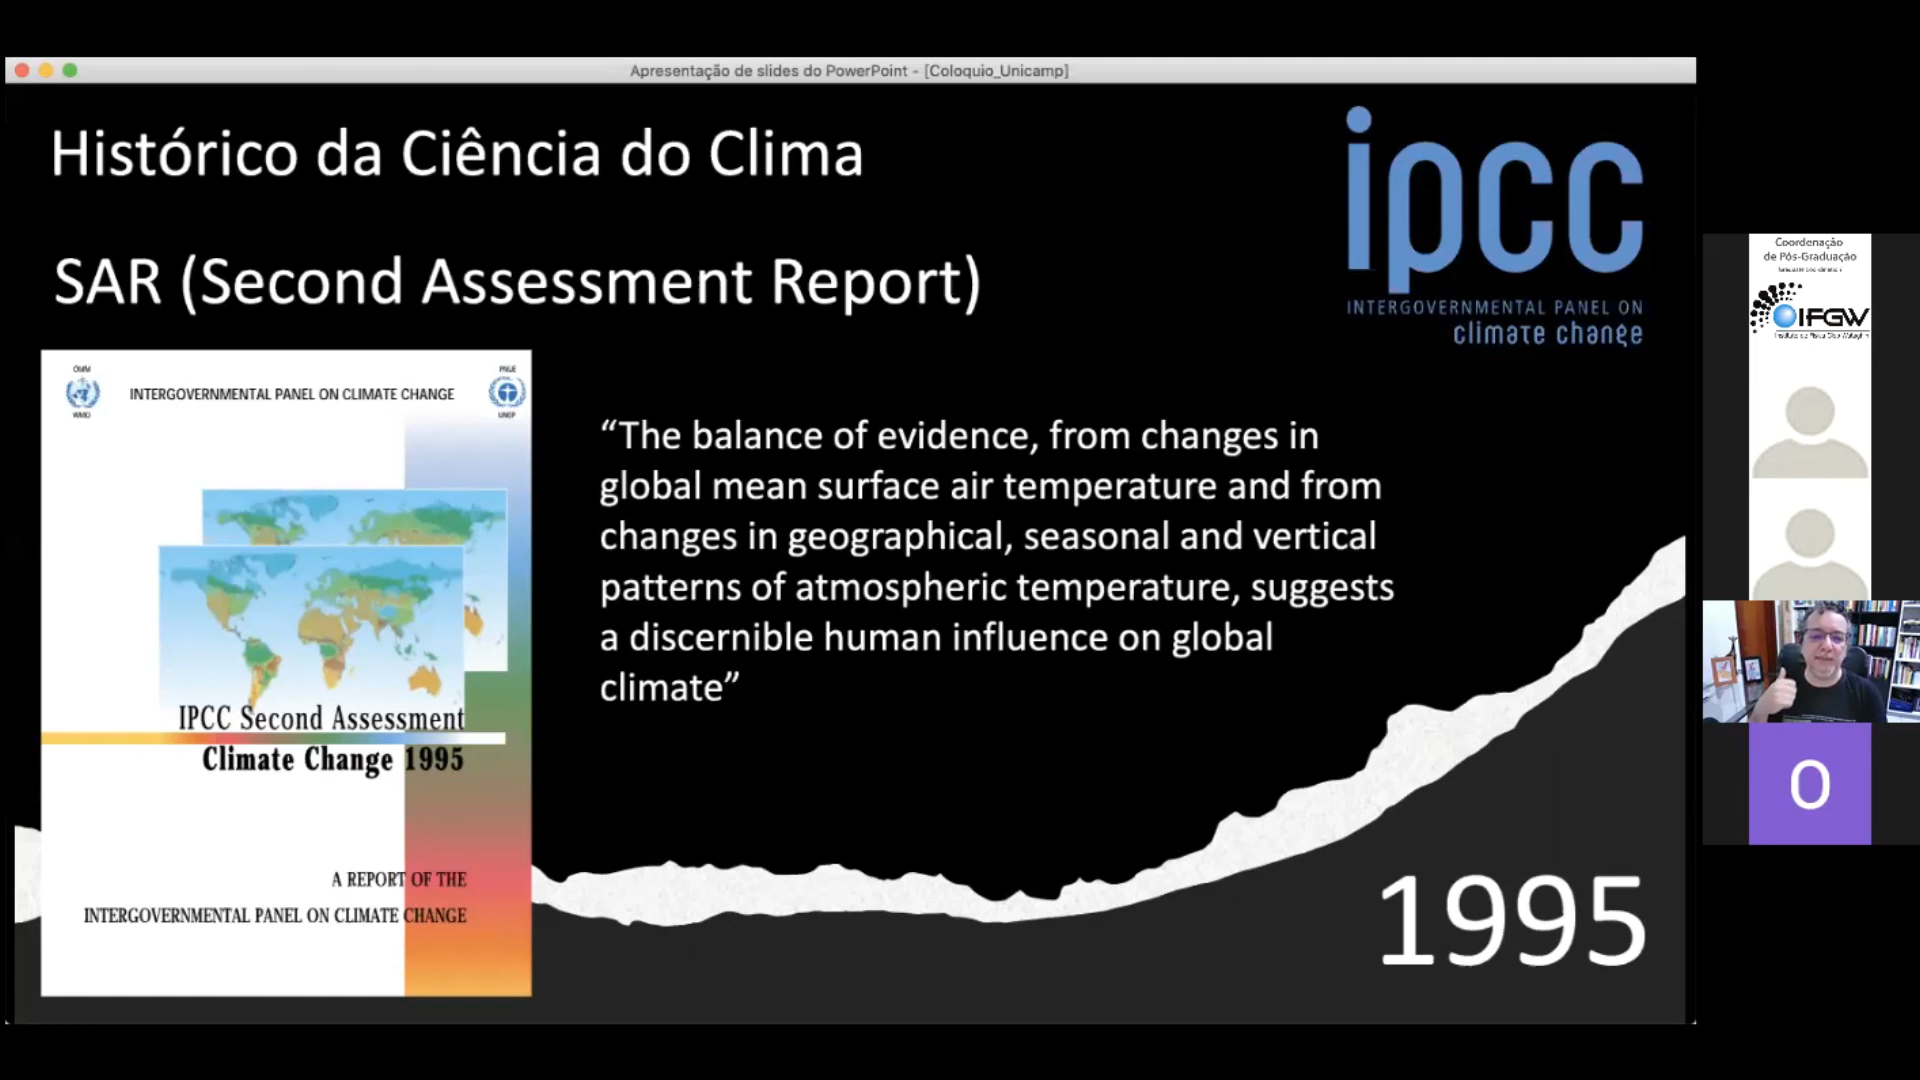 Apresentação de slides do PowerPoint - [Coloquio_Unicamp]
Histórico da Ciência do Clima
SAR (Second Assessment Report)
ipcc
INTERGOVERNMENTAL PANEL ON
climate change
OMM
WMO
INTERGOVERNMENTAL PANEL ON CLIMATE CHANGE
PNUE
UNEP
IPCC Second Assessment
Climate Change 1995
A REPORT OF THE
INTERGOVERNMENTAL PANEL ON CLIMATE CHANGE
“The balance of evidence, from changes in
global mean surface air temperature and from
changes in geographical, seasonal and vertical
patterns of atmospheric temperature, suggests
a discernible human influence on global
climate”
1995
Coordenação
de Pós-Graduação
IFGW
O